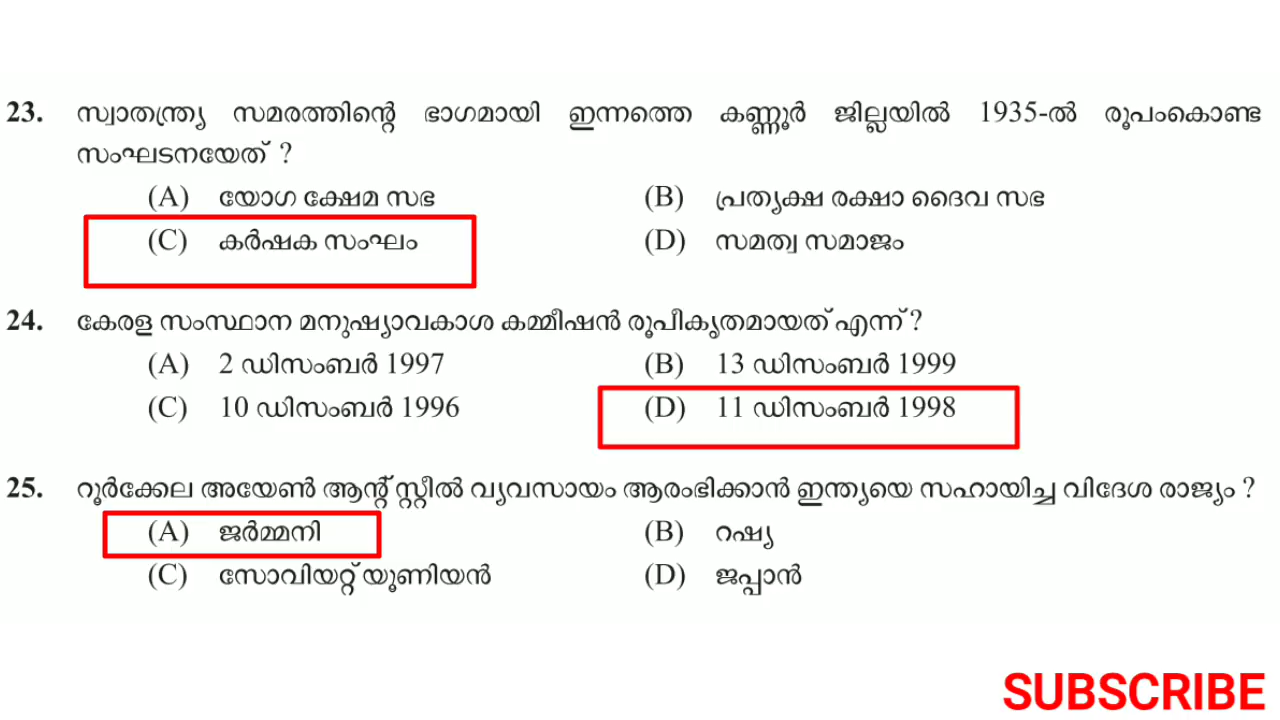 23. സ്വാതന്ത്ര്യ സമരത്തിന്റെ ഭാഗമായി ഇന്നത്തെ കണ്ണൂർ ജില്ലയിൽ 1935-ൽ രൂപംകൊണ്ട
സംഘടനയേത് ?
(A) യോഗ ക്ഷേമ സഭ (B) പ്രത്യക്ഷ രക്ഷാ ദൈവ സഭ
(C) കർഷക സംഘം (D) സമത്വ സമാജം
24. കേരള സംസ്ഥാന മനുഷ്യാവകാശ കമ്മീഷൻ രൂപീകൃതമായത് എന്ന് ?
(A) 2 ഡിസംബർ 1997 (B) 13 ഡിസംബർ 1999
(C) 10 ഡിസംബർ 1996 (D) 11 ഡിസംബർ 1998
25. റൂർക്കേല അയേൺ ആന്റ് സ്റ്റീൽ വ്യവസായം ആരംഭിക്കാൻ ഇന്ത്യയെ സഹായിച്ച വിദേശ രാജ്യം ?
(A) ജർമ്മനി (B) റഷ്യ
(C) സോവിയറ്റ് യൂണിയൻ (D) ജപ്പാൻ
SUBSCRIBE